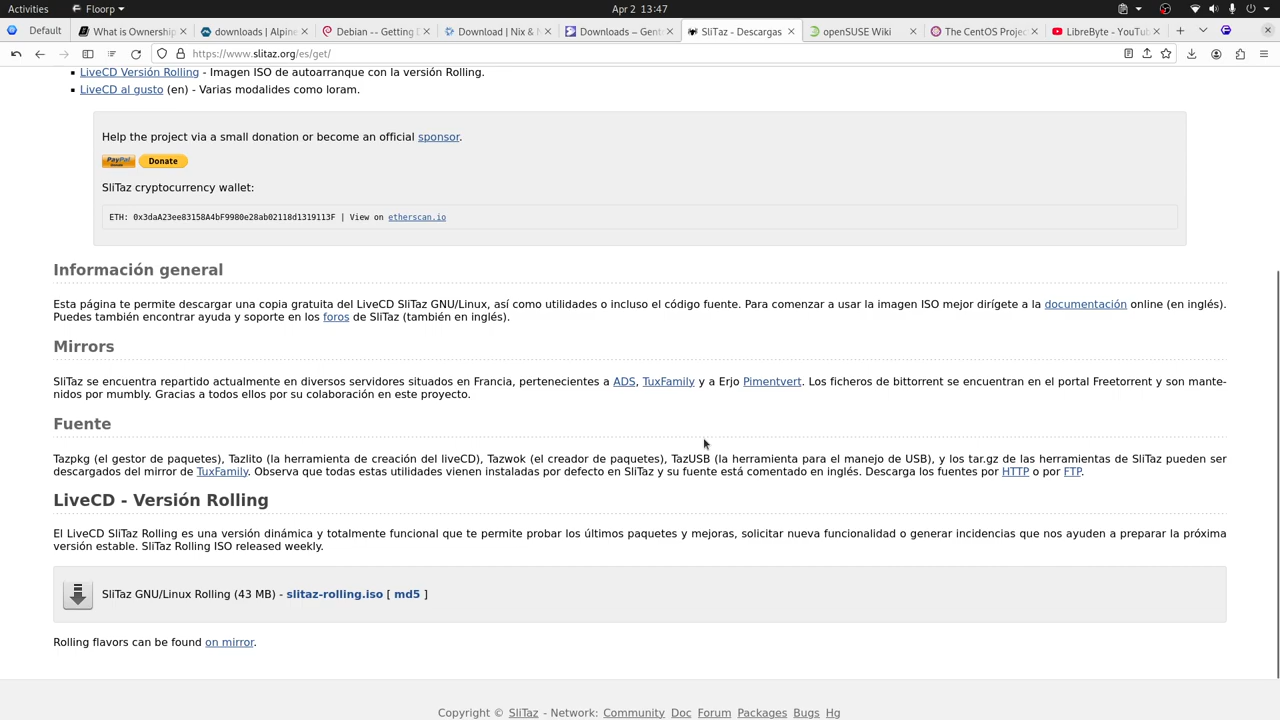 Activities
Floorp
Apr 2 13:47
Default
What is Ownership
downloads | Alpine
Debian -- Getting D
Download | Nix & N
Downloads – Gent
SliTaz - Descargas
openSUSE Wiki
The CentOS Projec
LibreByte - YouTu
https://www.slitaz.org/es/get/
LiveCD Versión Rolling - Imagen ISO de autoarranque con la versión Rolling.
LiveCD al gusto (en) - Varias modalides como loram.
Help the project via a small donation or become an official sponsor.
PayPal Donate
Donate
SliTaz cryptocurrency wallet:
ETH: 0x3daA23ee83158A4bF9980e28ab02118d1319113F | View on etherscan.io
Información general
Esta página te permite descargar una copia gratuita del LiveCD SliTaz GNU/Linux, así como utilidades o incluso el código fuente. Para comenzar a usar la imagen ISO mejor dirígete a la documentación online (en inglés).
Puedes también encontrar ayuda y soporte en los foros de SliTaz (también en inglés).
Mirrors
SliTaz se encuentra repartido actualmente en diversos servidores situados en Francia, pertenecientes a ADS, TuxFamily y a Erjo Pimentvert. Los ficheros de bittorrent se encuentran en el portal Freetorrent y son mante-
nidos por mumbly. Gracias a todos ellos por su colaboración en este proyecto.
Fuente
Tazpkg (el gestor de paquetes), Tazlito (la herramienta de creación del liveCD), Tazwok (el creador de paquetes), TazUSB (la herramienta para el manejo de USB), y los tar.gz de las herramientas de SliTaz pueden ser
descargados del mirror de TuxFamily. Observa que todas estas utilidades vienen instaladas por defecto en SliTaz y su fuente está comentado en inglés. Descarga los fuentes por HTTP o por FTP.
LiveCD - Versión Rolling
El LiveCD SliTaz Rolling es una versión dinámica y totalmente funcional que te permite probar los últimos paquetes y mejoras, solicitar nueva funcionalidad o generar incidencias que nos ayuden a preparar la próxima
versión estable. SliTaz Rolling ISO released weekly.
SliTaz GNU/Linux Rolling (43 MB) - slitaz-rolling.iso [ md5 ]
Rolling flavors can be found on mirror.
Copyright © SliTaz - Network: Community Doc Forum Packages Bugs Hg